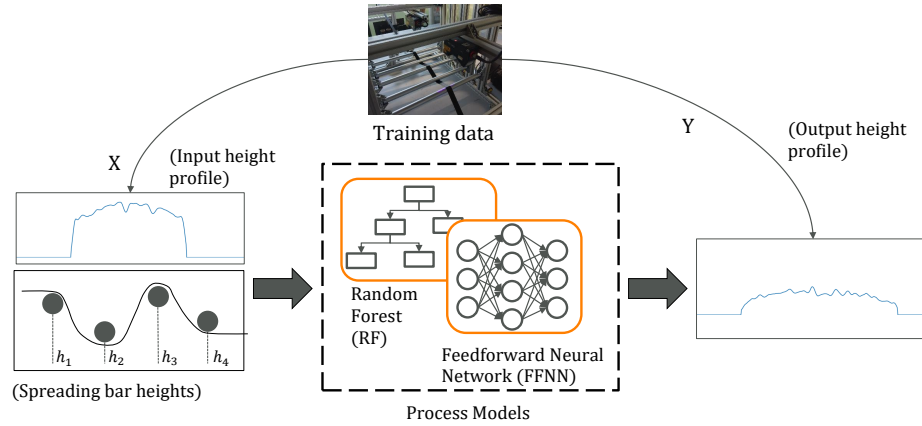 Training data
X
(Input height
profile)
Y
(Output height
profile)
h₁
h₂
h₃
h₄
(Spreading bar heights)
Random
Forest
(RF)
Feedforward Neural
Network (FFNN)
Process Models